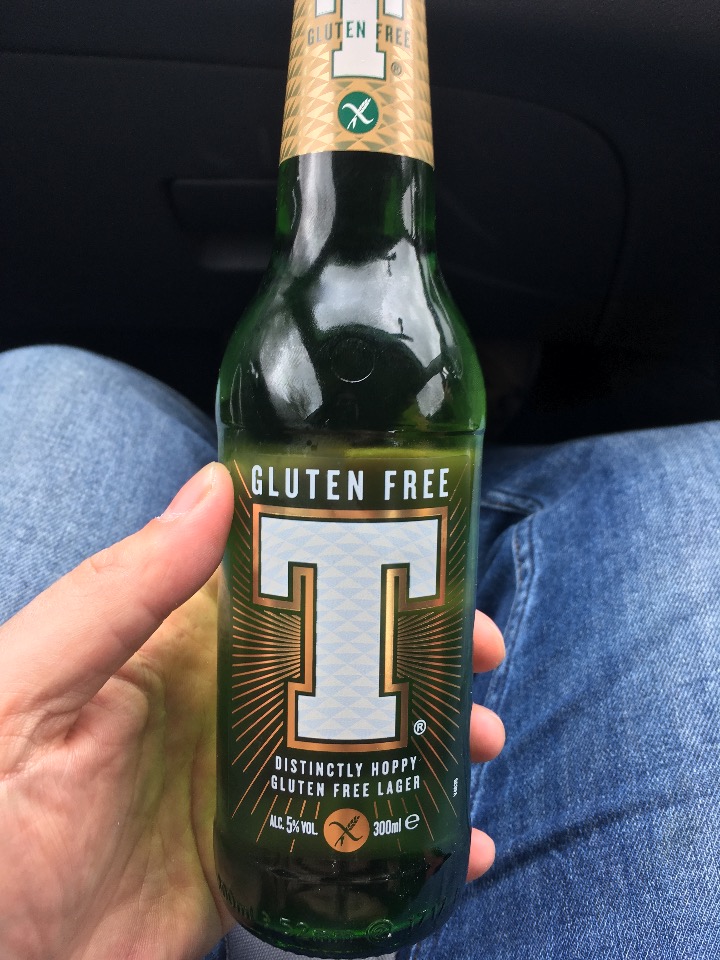 T
GLUTEN FREE
®
GLUTEN FREE
T
®
DISTINCTLY HOPPY
GLUTEN FREE LAGER
ALC. 5% VOL. 300ml e